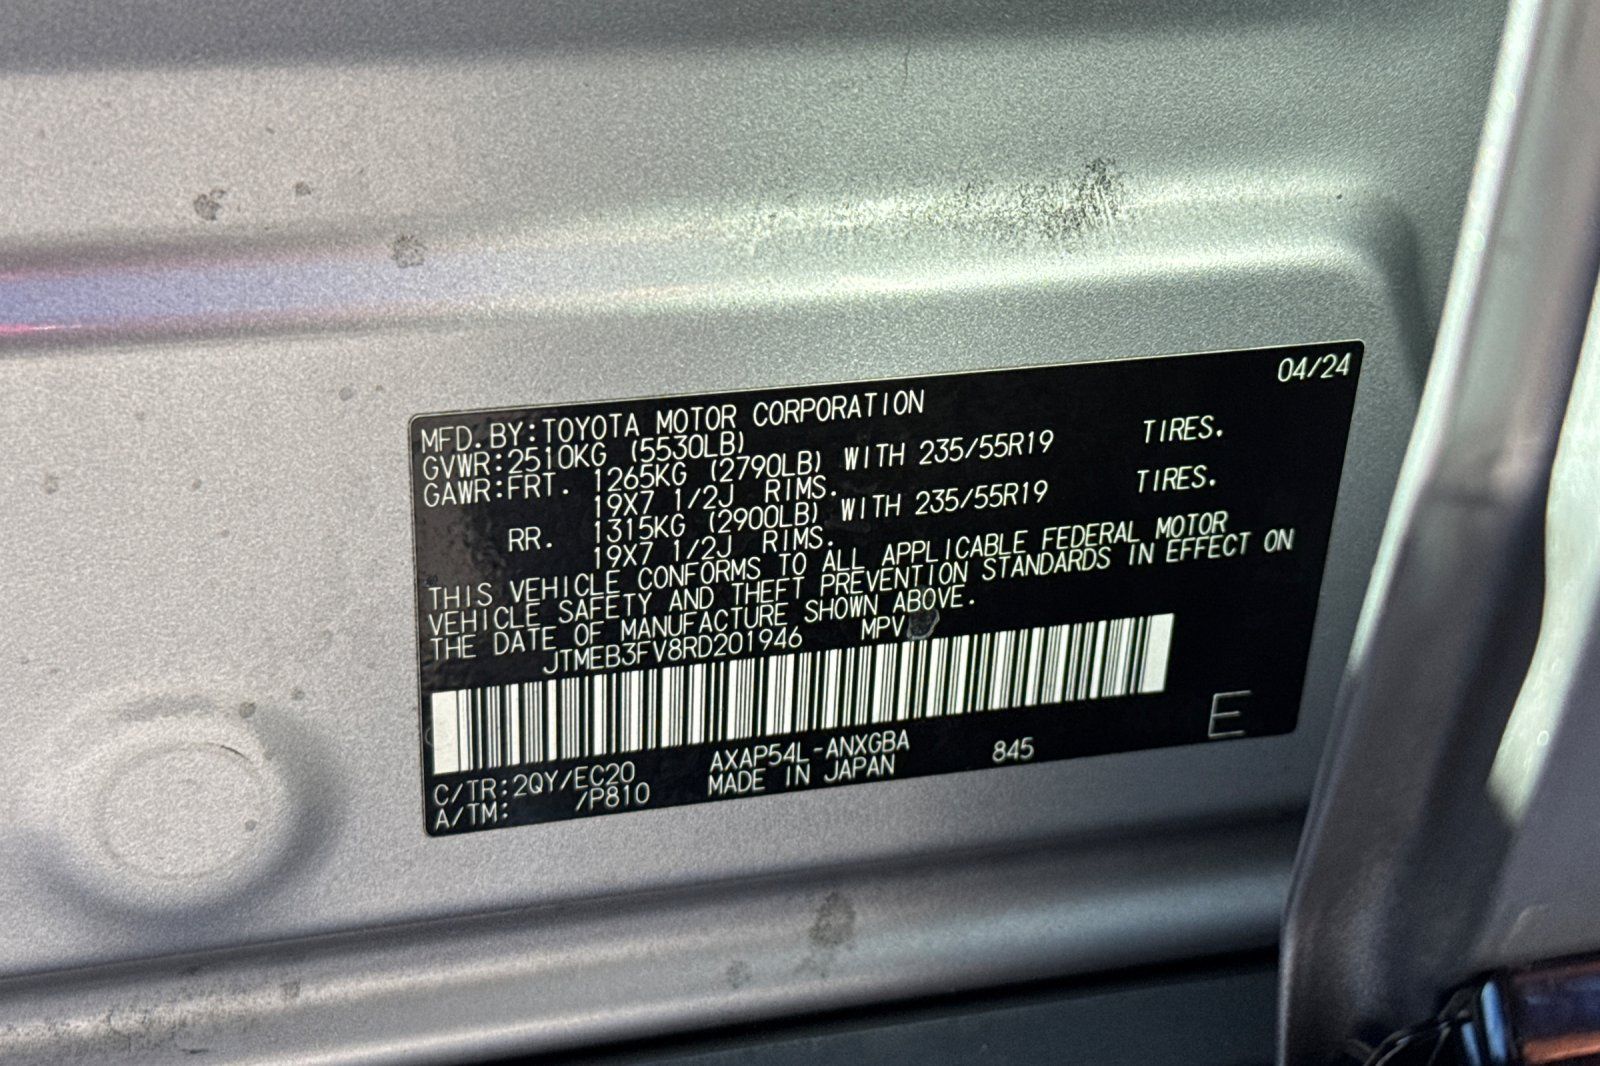 04/24
MFD. BY: TOYOTA MOTOR CORPORATION
GVWR: 2510KG (5530LB)
GAWR: FRT. 1265KG (2790LB) WITH 235/55R19 TIRES.
19X7 1/2J RIMS.
RR. 1315KG (2900LB) WITH 235/55R19 TIRES.
19X7 1/2J RIMS.
THIS VEHICLE CONFORMS TO ALL APPLICABLE FEDERAL MOTOR
VEHICLE SAFETY AND THEFT PREVENTION STANDARDS IN EFFECT ON
THE DATE OF MANUFACTURE SHOWN ABOVE.
JTMEB3FV8RD201946 MPV
E
C/TR: 2QY/EC20 AXAP54L-ANXGBA 845
A/TM: /P810 MADE IN JAPAN